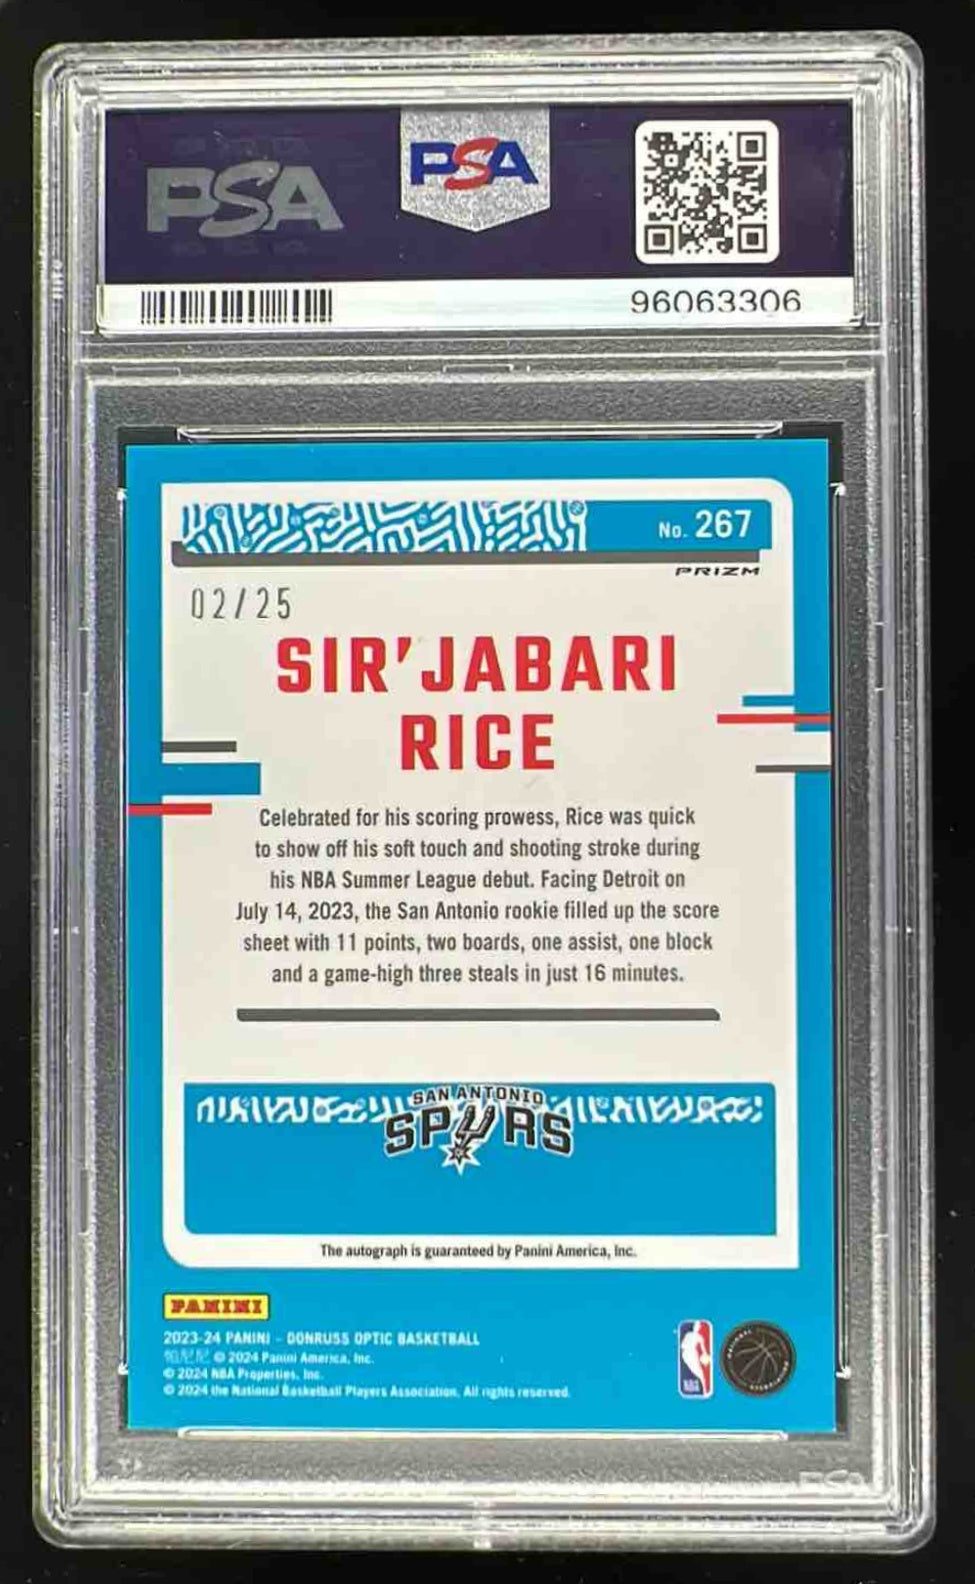 PSA
PSA
96063306
No. 267
PRIZM
02/25
SIR'JABARI
RICE
Celebrated for his scoring prowess, Rice was quick
to show off his soft touch and shooting stroke during
his NBA Summer League debut. Facing Detroit on
July 14, 2023, the San Antonio rookie filled up the score
sheet with 11 points, two boards, one assist, one block
and a game-high three steals in just 16 minutes.
SAN ANTONIO
SPURS
The autograph is guaranteed by Panini America, Inc.
PANINI
2023-24 PANINI - DONRUSS OPTIC BASKETBALL
帕尼尼 © 2024 Panini America, Inc.
© 2024 NBA Properties, Inc.
© 2024 the National Basketball Players Association. All rights reserved.
NBA
PSA